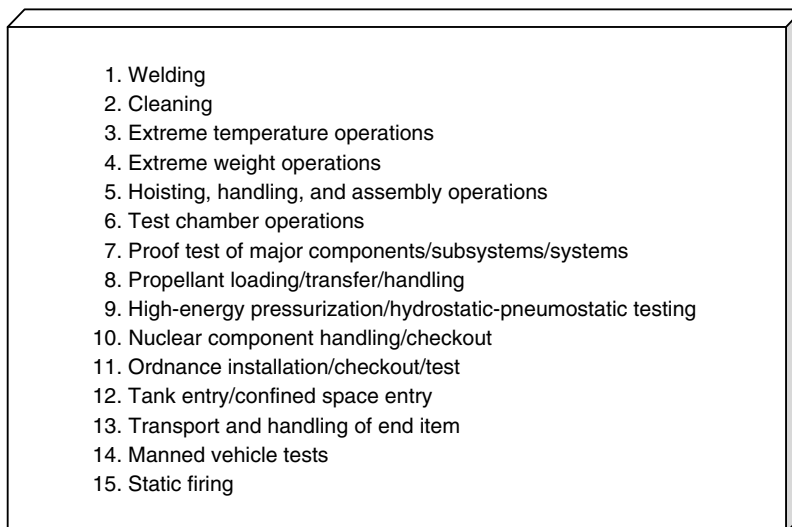 1. Welding
2. Cleaning
3. Extreme temperature operations
4. Extreme weight operations
5. Hoisting, handling, and assembly operations
6. Test chamber operations
7. Proof test of major components/subsystems/systems
8. Propellant loading/transfer/handling
9. High-energy pressurization/hydrostatic-pneumostatic testing
10. Nuclear component handling/checkout
11. Ordnance installation/checkout/test
12. Tank entry/confined space entry
13. Transport and handling of end item
14. Manned vehicle tests
15. Static firing